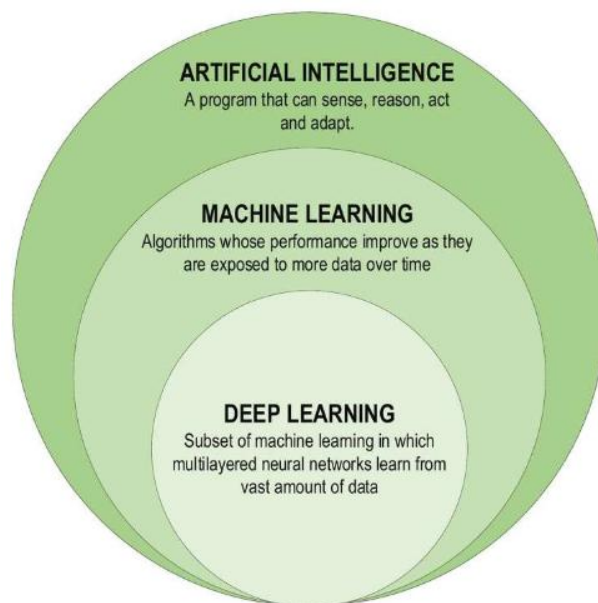 ARTIFICIAL INTELLIGENCE
A program that can sense, reason, act
and adapt.
MACHINE LEARNING
Algorithms whose performance improve as they
are exposed to more data over time
DEEP LEARNING
Subset of machine learning in which
multilayered neural networks learn from
vast amount of data